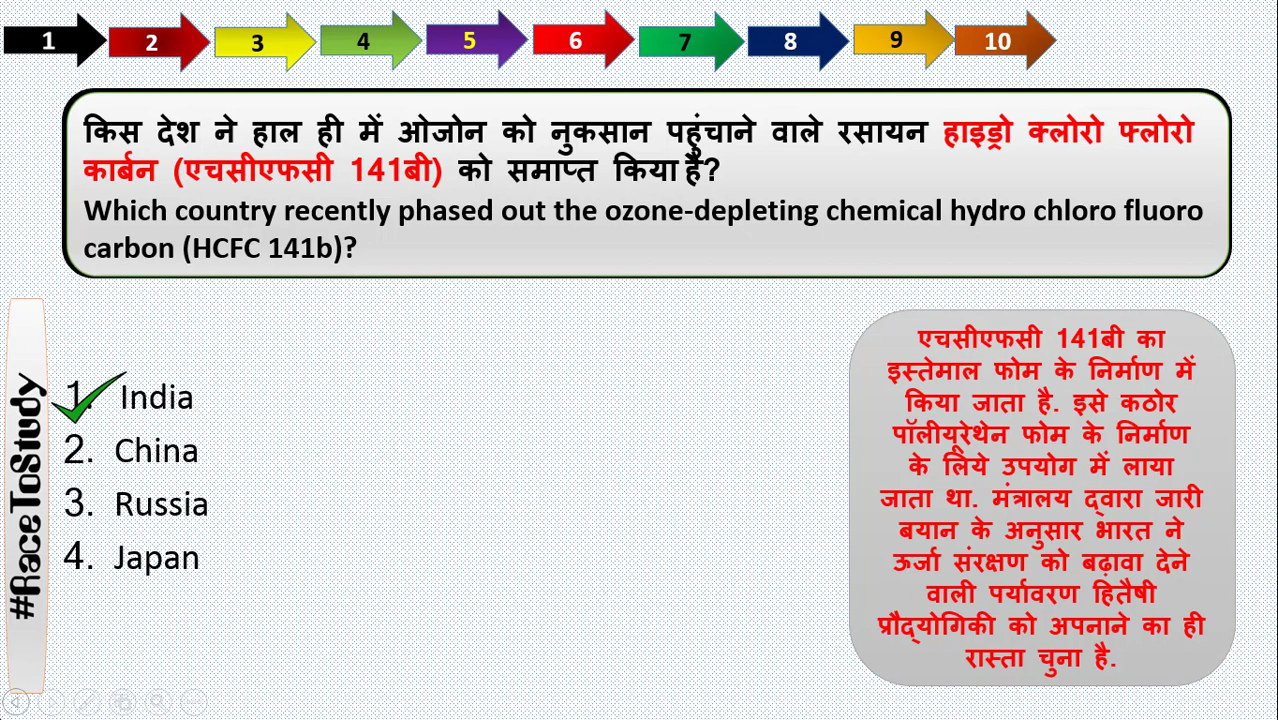 1 2 3 4 5 6 7 8 9 10
किस देश ने हाल ही में ओजोन को नुकसान पहुंचाने वाले रसायन हाइड्रो क्लोरो फ्लोरो
कार्बन (एचसीएफसी 141बी) को समाप्त किया है?
Which country recently phased out the ozone-depleting chemical hydro chloro fluoro
carbon (HCFC 141b)?
#RaceToStudy
1. India
2. China
3. Russia
4. Japan
एचसीएफसी 141बी का
इस्तेमाल फोम के निर्माण में
किया जाता है. इसे कठोर
पॉलीयूरेथेन फोम के निर्माण
के लिये उपयोग में लाया
जाता था. मंत्रालय द्वारा जारी
बयान के अनुसार भारत ने
ऊर्जा संरक्षण को बढ़ावा देने
वाली पर्यावरण हितैषी
प्रौद्योगिकी को अपनाने का ही
रास्ता चुना है.